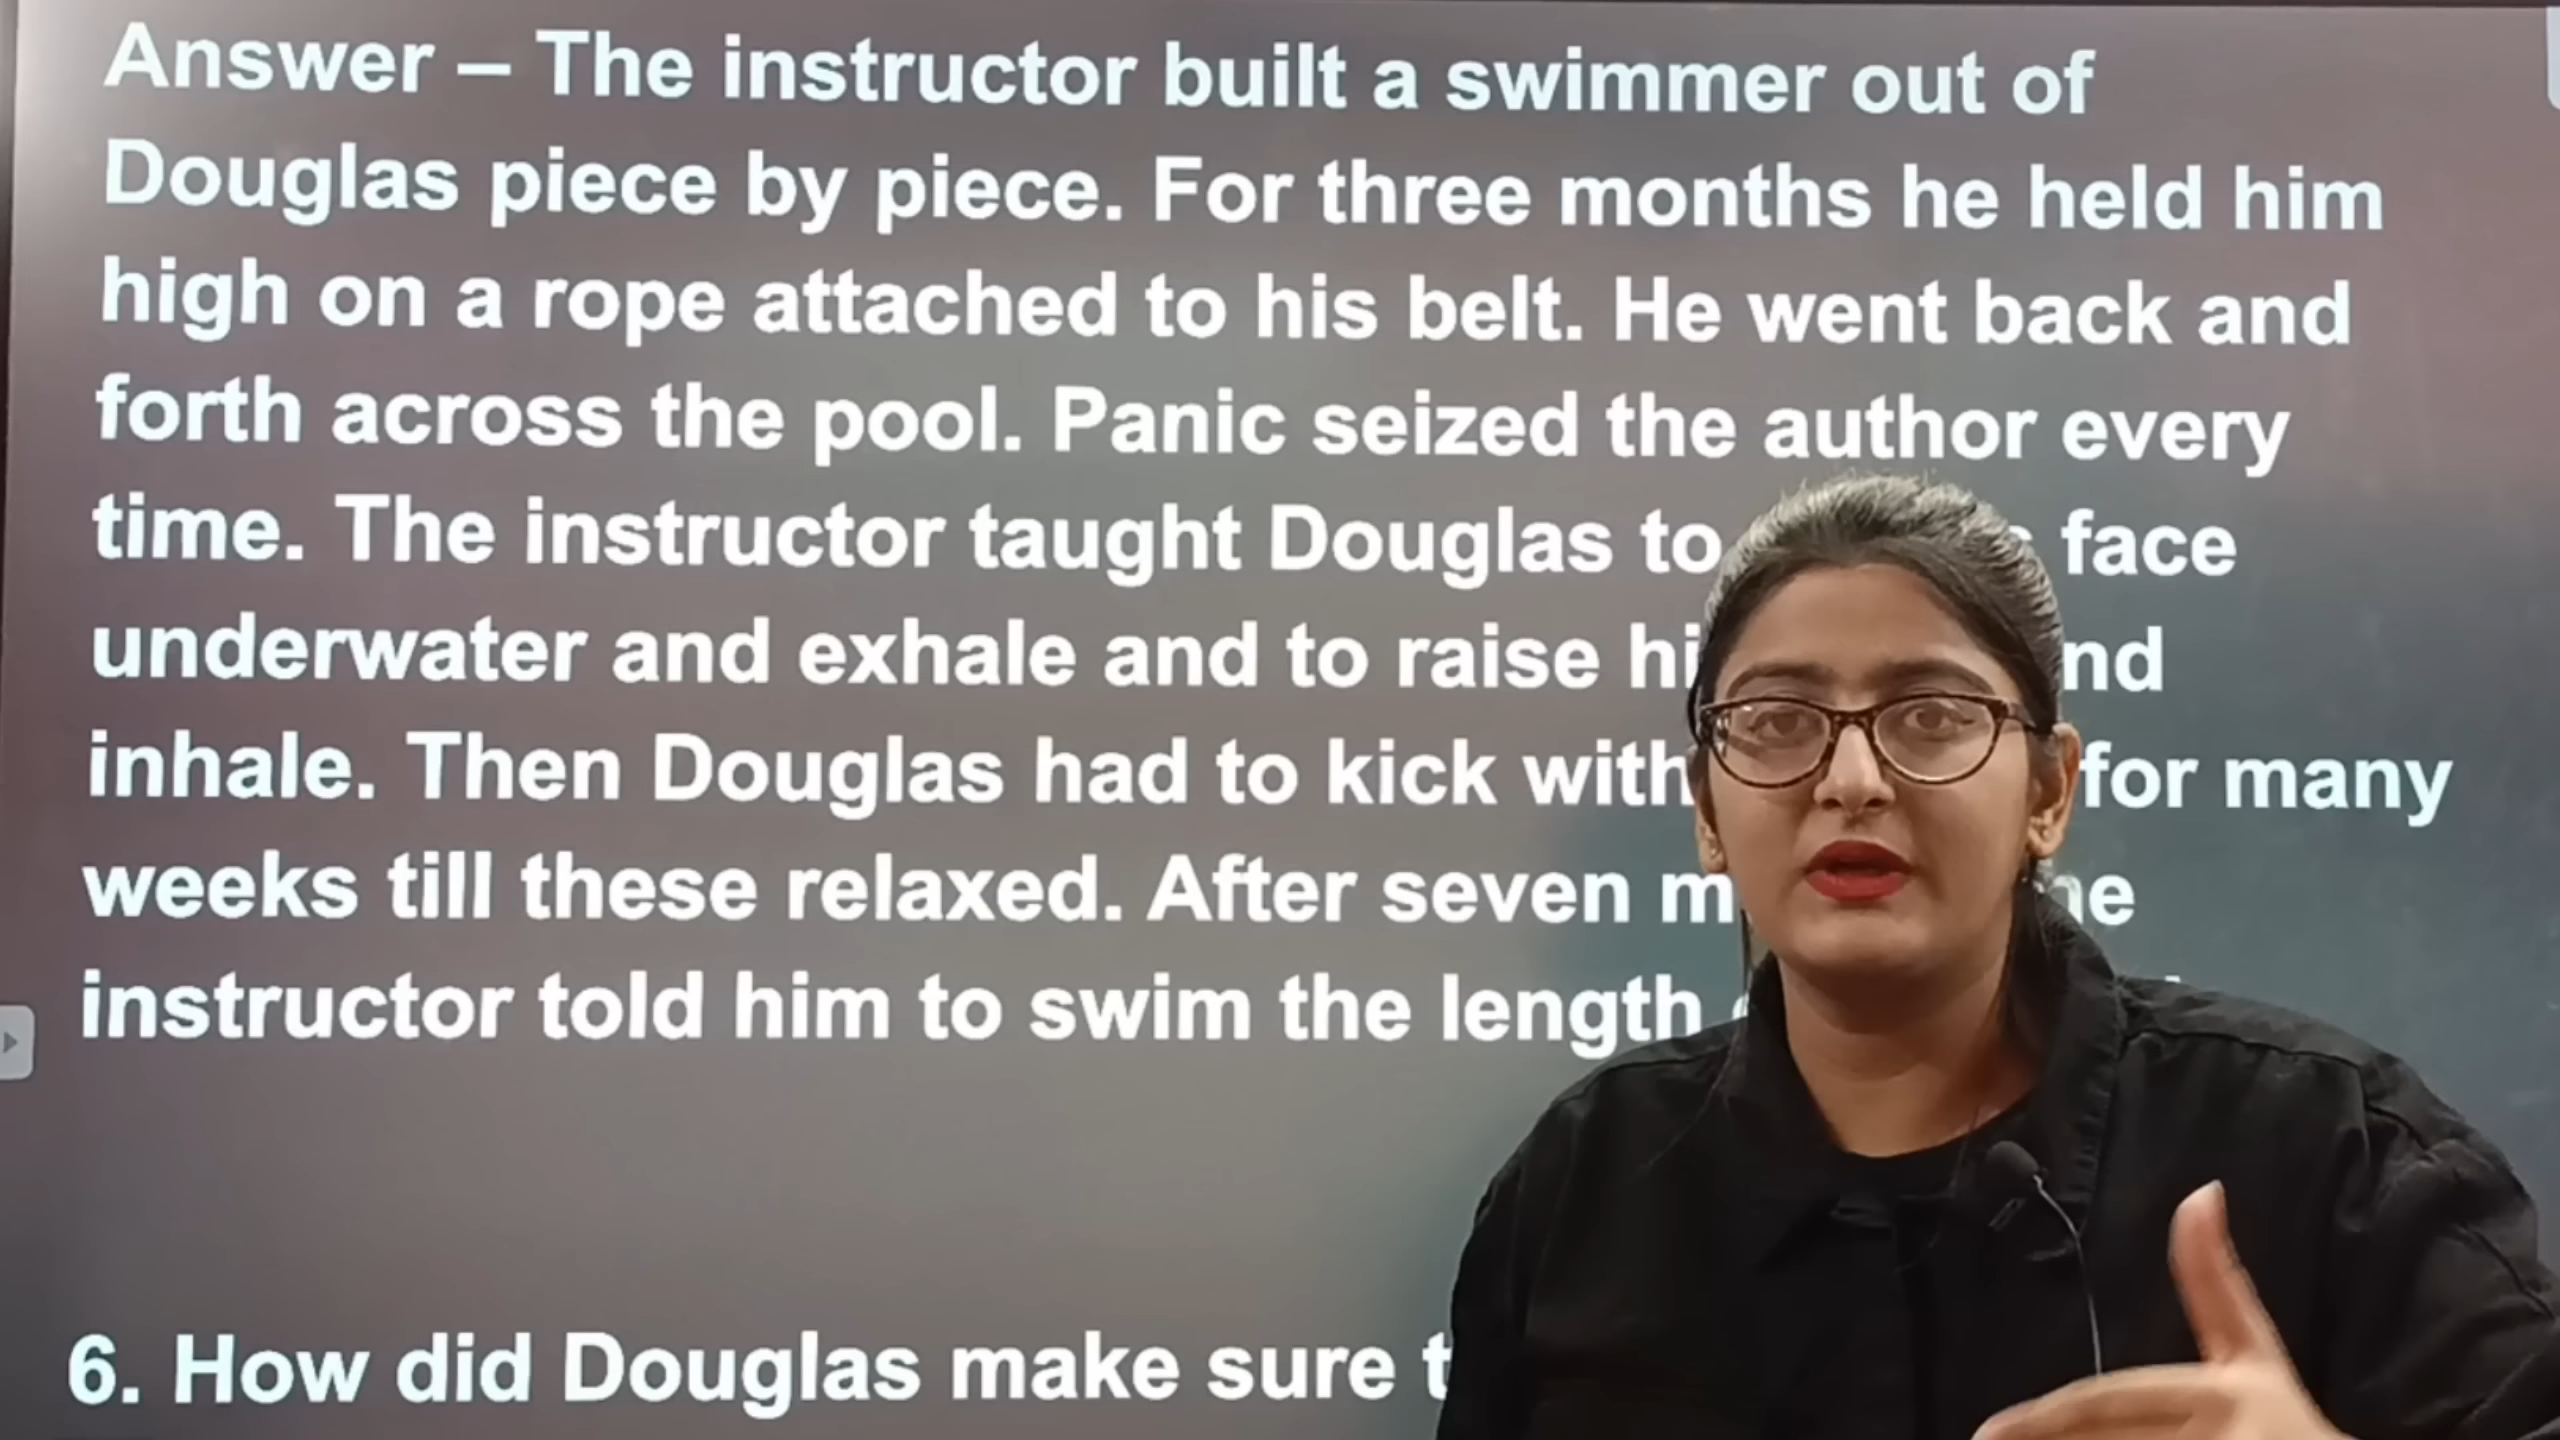 Answer – The instructor built a swimmer out of
Douglas piece by piece. For three months he held him
high on a rope attached to his belt. He went back and
forth across the pool. Panic seized the author every
time. The instructor taught Douglas to face
underwater and exhale and to raise
inhale. Then Douglas had to kick with for many
weeks till these relaxed. After seven
instructor told him to swim the length
6. How did Douglas make sure